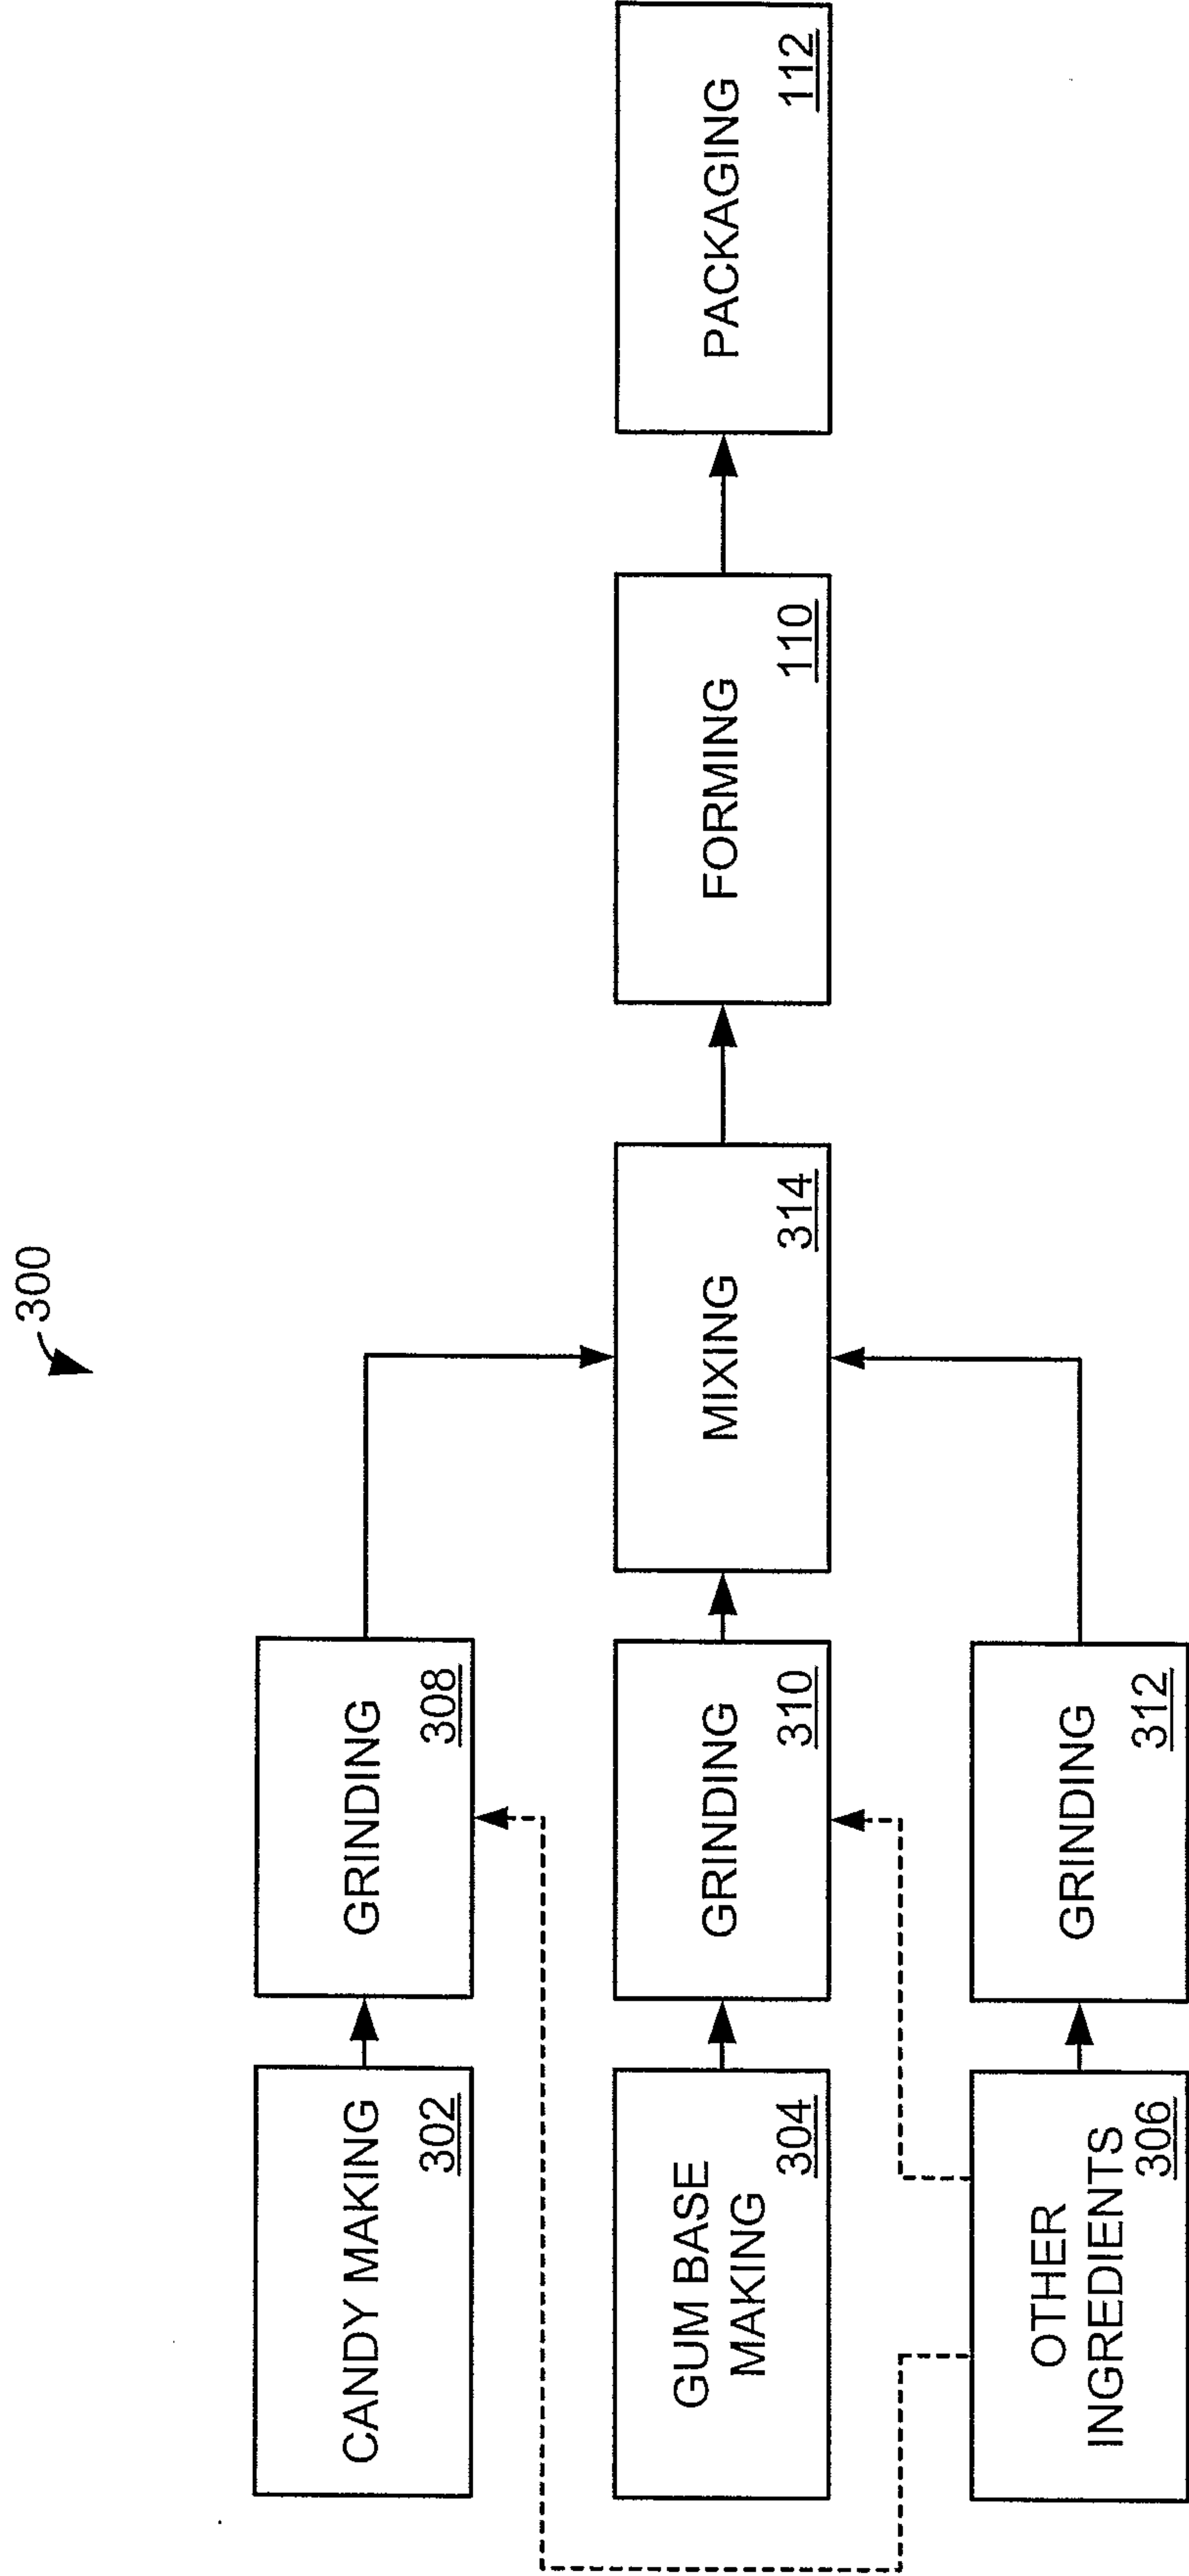 300
CANDY MAKING
302
GRINDING
308
GUM BASE
MAKING
304
GRINDING
310
MIXING
314
FORMING
110
PACKAGING
112
OTHER
INGREDIENTS
306
GRINDING
312